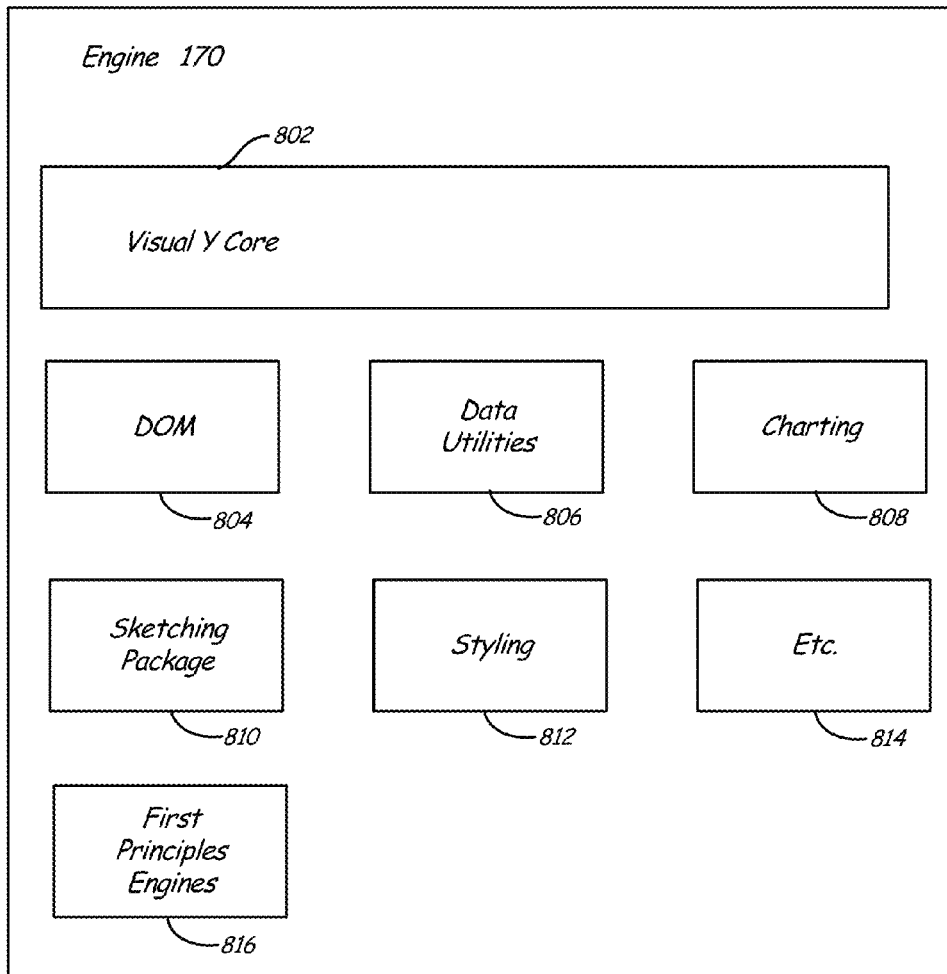 Engine 170
802
Visual Y Core
DOM
804
Data
Utilities
806
Charting
808
Sketching
Package
810
Styling
812
Etc.
814
First
Principles
Engines
816